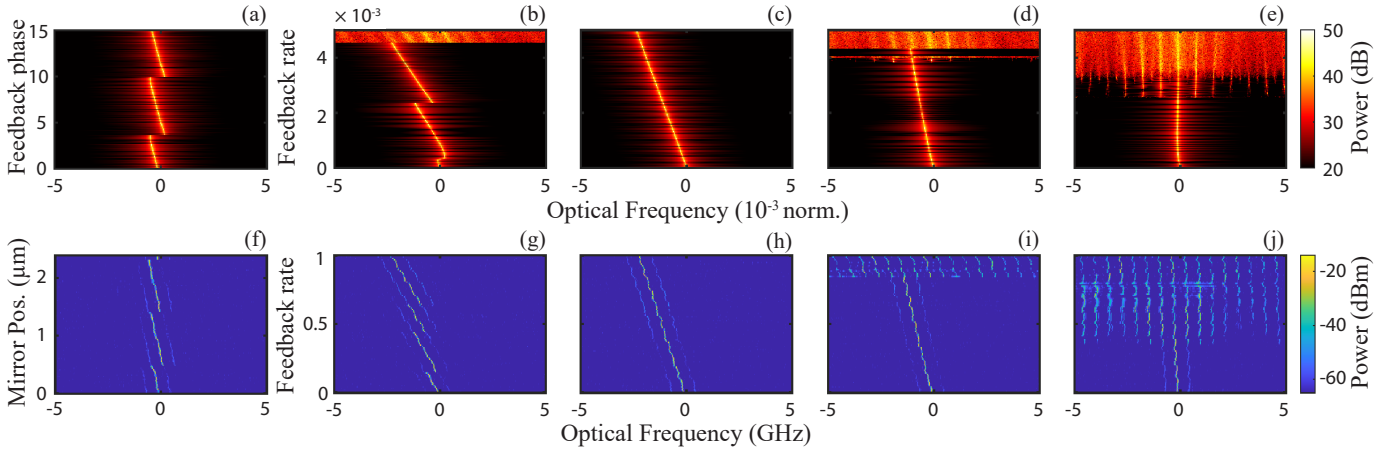 (a) (b) (c) (d) (e)
× 10⁻³
Feedback phase
15
10
5
0
-5 0 5
Feedback rate
4
2
0
-5 0 5
-5 0 5
-5 0 5
-5 0 5
50
40
30
20
Power (dB)
Optical Frequency (10⁻³ norm.)
(f) (g) (h) (i) (j)
Mirror Pos. (μm)
2
1
0
-5 0 5
Feedback rate
1
0.5
0
-5 0 5
-5 0 5
-5 0 5
-5 0 5
-20
-40
-60
Power (dBm)
Optical Frequency (GHz)